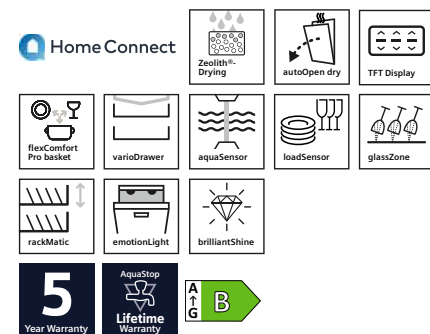 Home Connect
Zeolith®-
Drying
autoOpen dry
TFT Display
flexComfort
Pro basket
varioDrawer
aquaSensor
loadSensor
glassZone
rackMatic
emotionLight
brilliantShine
5
Year Warranty
AquaStop
Lifetime
Warranty
A
↑
G
B